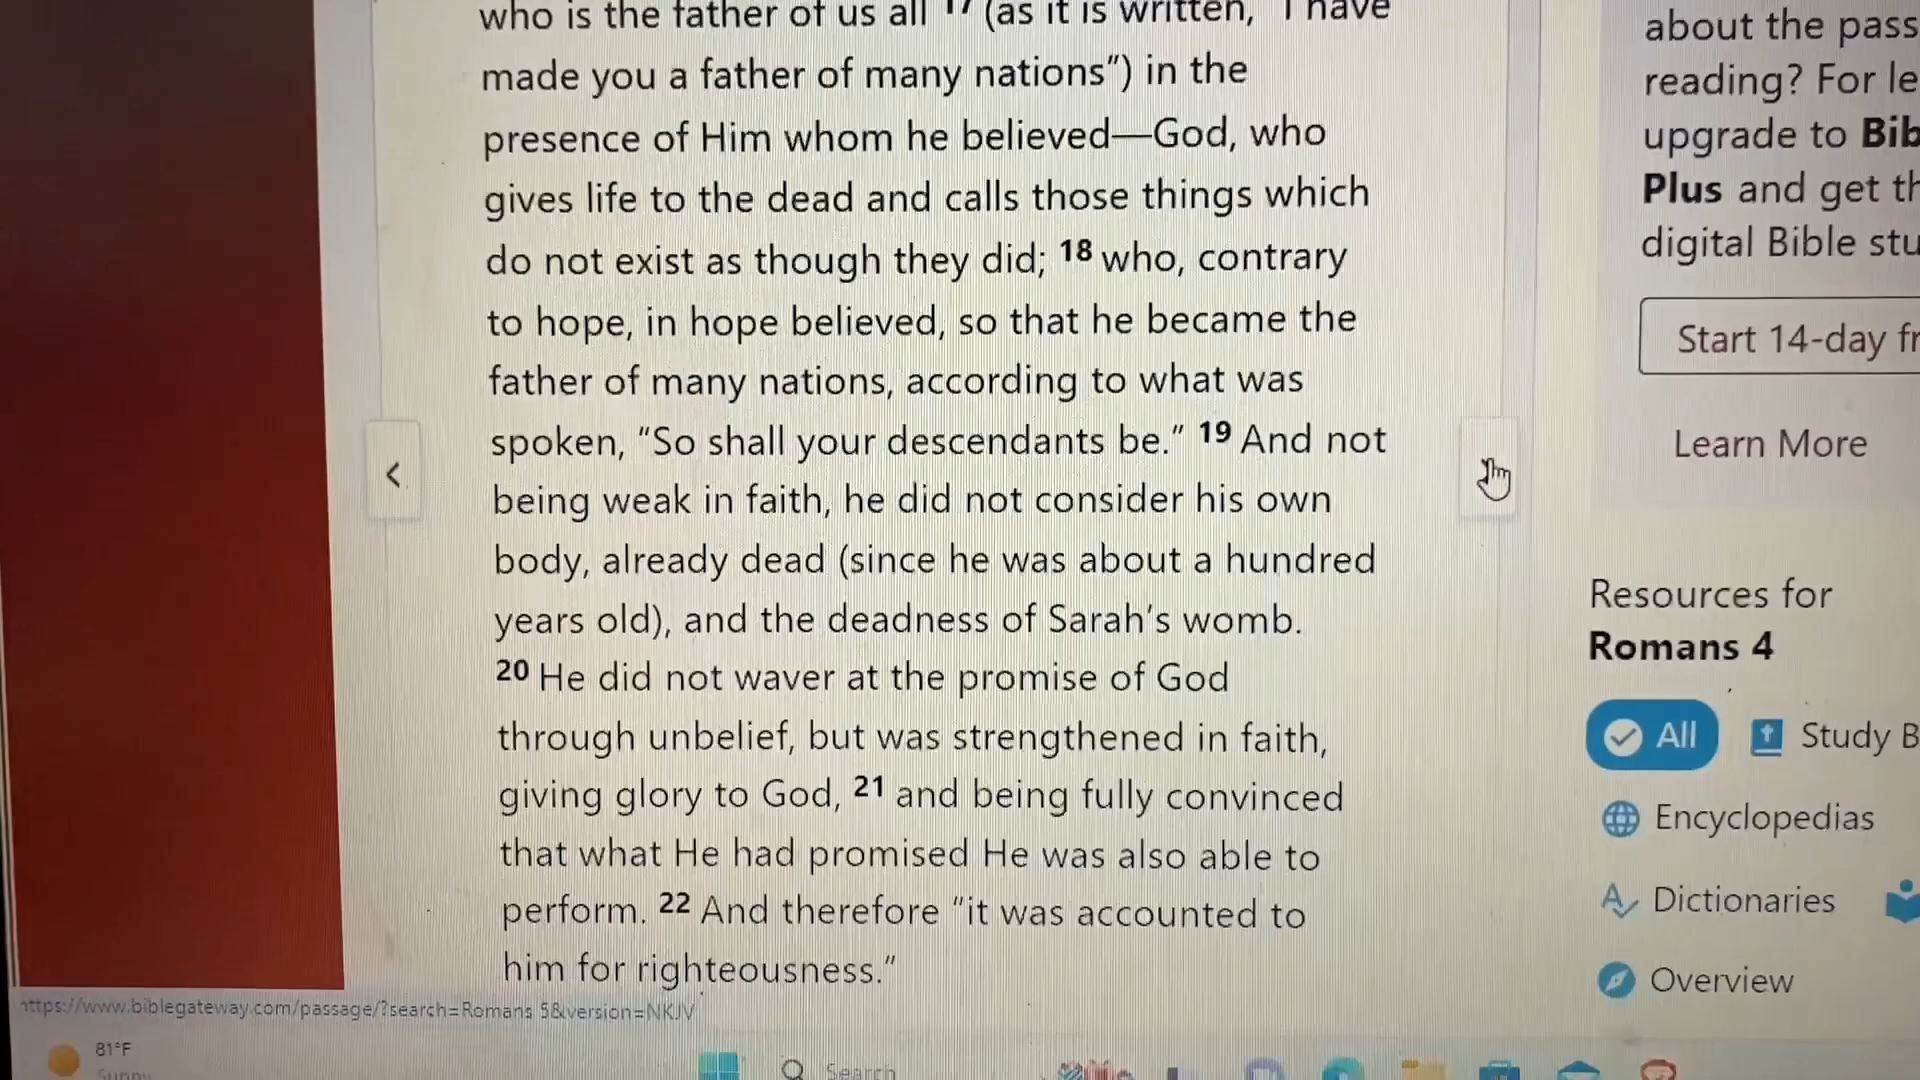 who is the father of us all 17 (as it is written, "I have
made you a father of many nations") in the
presence of Him whom he believed—God, who
gives life to the dead and calls those things which
do not exist as though they did; 18 who, contrary
to hope, in hope believed, so that he became the
father of many nations, according to what was
spoken, "So shall your descendants be." 19 And not
being weak in faith, he did not consider his own
body, already dead (since he was about a hundred
years old), and the deadness of Sarah's womb.
20 He did not waver at the promise of God
through unbelief, but was strengthened in faith,
giving glory to God, 21 and being fully convinced
that what He had promised He was also able to
perform. 22 And therefore "it was accounted to
him for righteousness."
about the pass
reading? For le
upgrade to Bib
Plus and get th
digital Bible stu
Start 14-day fr
Learn More
Resources for
Romans 4
All
Study B
Encyclopedias
Dictionaries
Overview
https://www.biblegateway.com/passage/?search=Romans 5&version=NKJV
81°F
Sunny
Search